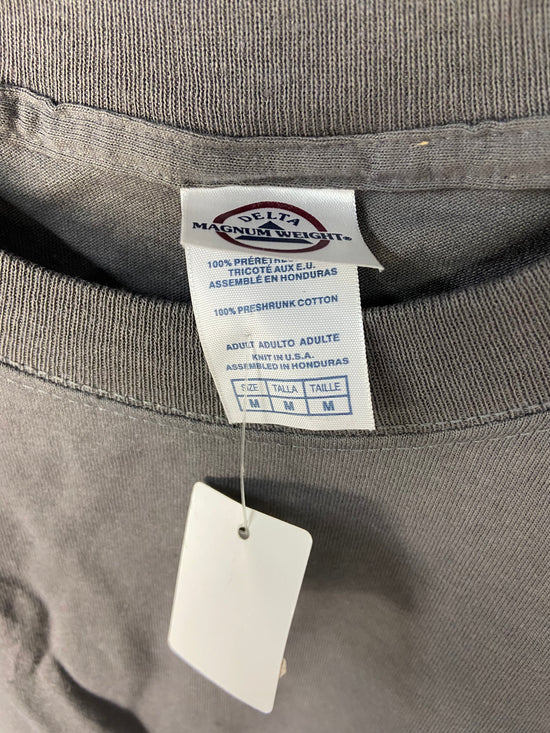 DELTA
MAGNUM WEIGHT®
100% PRÉRÉTRÉ
TRICOTÉ AUX E.U.
ASSEMBLÉ EN HONDURAS
100% PRESHRUNK COTTON
ADULT ADULTO ADULTE
KNIT IN U.S.A.
ASSEMBLED IN HONDURAS
SIZE TALLA TAILLE
M M M